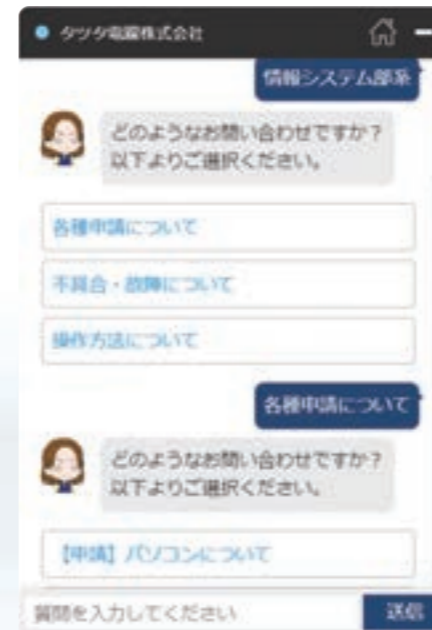 タツタ電線株式会社
情報システム部系
どのようなお問い合わせですか?
以下よりご選択ください。
各種申請について
不具合・故障について
操作方法について
各種申請について
どのようなお問い合わせですか?
以下よりご選択ください。
【申請】パソコンについて
質問を入力してください
送信